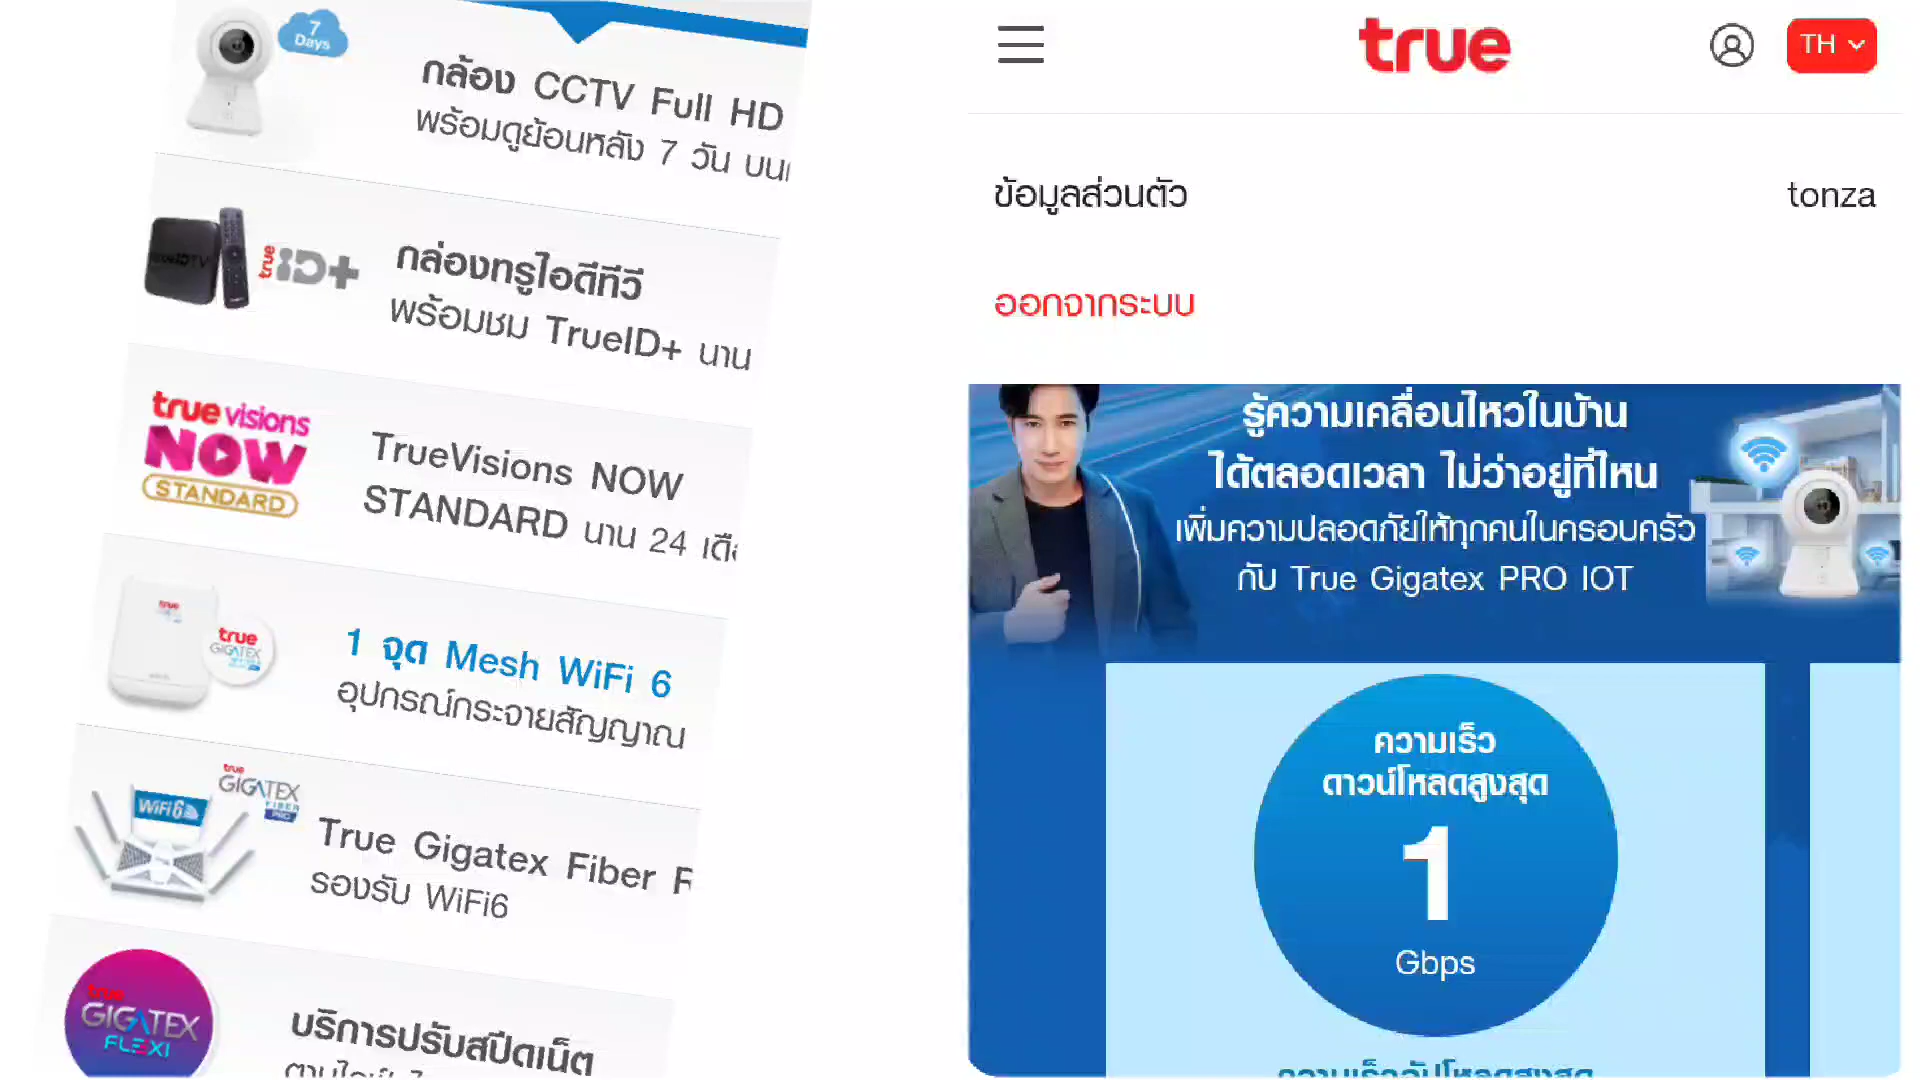 7
Days
กล้อง CCTV Full HD
พร้อมดูย้อนหลัง 7 วัน
true iD+
กล่องทรูไอดีทีวี
พร้อมชม TrueID+ นาน
true visions
NOW
STANDARD
TrueVisions NOW
STANDARD นาน 24
true
true
GIGATEX
1 จุด Mesh WiFi 6
อุปกรณ์กระจายสัญญาณ
true
GIGATEX
FIBER
PRO
WiFi6
True Gigatex Fiber
รองรับ WiFi6
true
GIGATEX
FLEXI
บริการปรับสปีดเน็ต
true
TH
ข้อมูลส่วนตัว
tonza
ออกจากระบบ
รู้ความเคลื่อนไหวในบ้าน
ได้ตลอดเวลา ไม่ว่าอยู่ที่ไหน
เพิ่มความปลอดภัยให้ทุกคนในครอบครัว
กับ True Gigatex PRO IOT
ความเร็ว
ดาวน์โหลดสูงสุด
1
Gbps